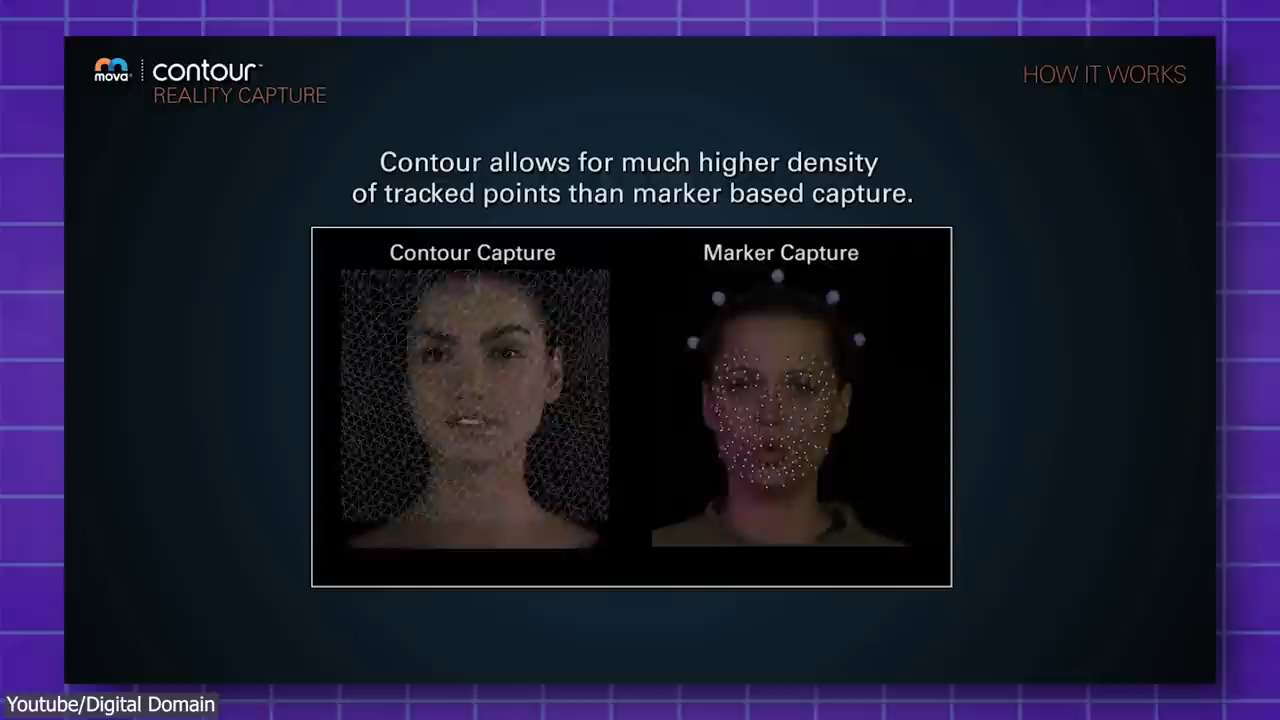 mova
contour™
REALITY CAPTURE
HOW IT WORKS
Contour allows for much higher density
of tracked points than marker based capture.
Contour Capture
Marker Capture
Youtube/Digital Domain